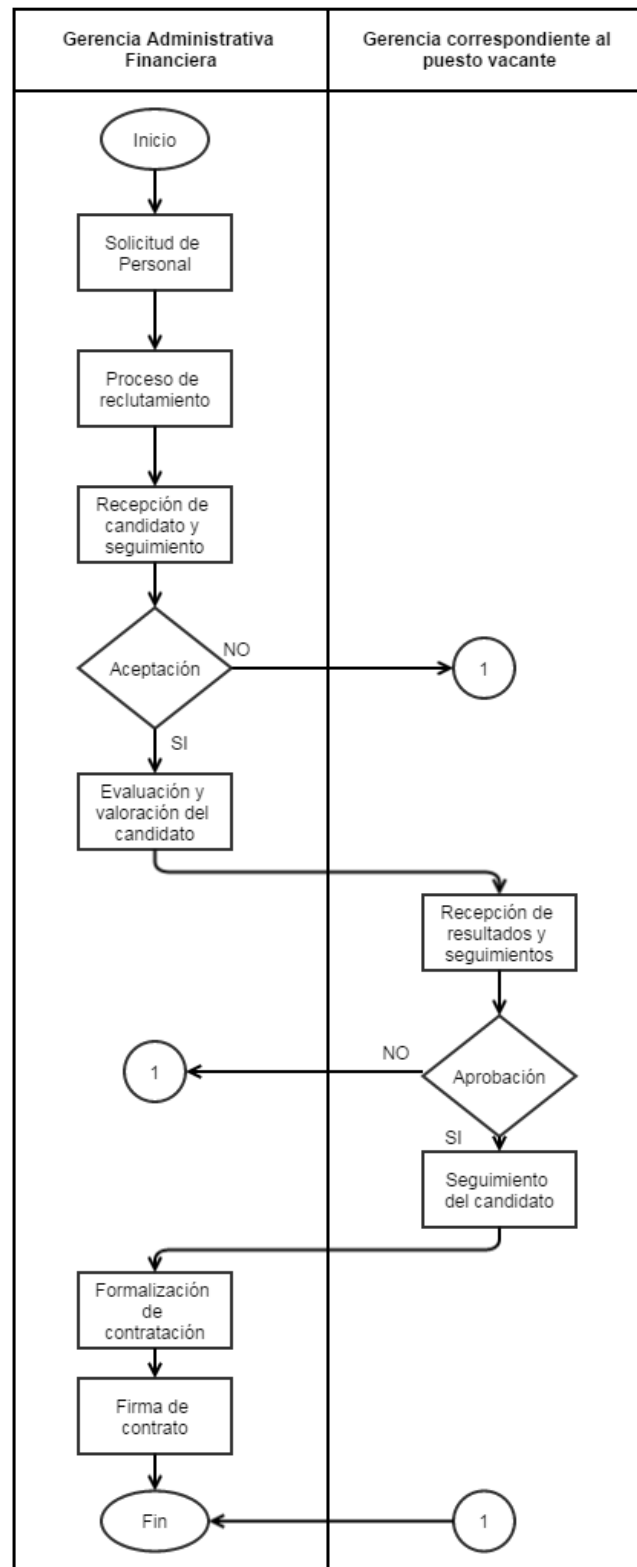 Gerencia Administrativa
Financiera
Gerencia correspondiente al
puesto vacante
Inicio
Solicitud de
Personal
Proceso de
reclutamiento
Recepción de
candidato y
seguimiento
Aceptación
NO
1
SI
Evaluación y
valoración del
candidato
Recepción de
resultados y
seguimientos
Aprobación
NO
1
SI
Seguimiento
del candidato
Formalización
de
contratación
Firma de
contrato
Fin
1